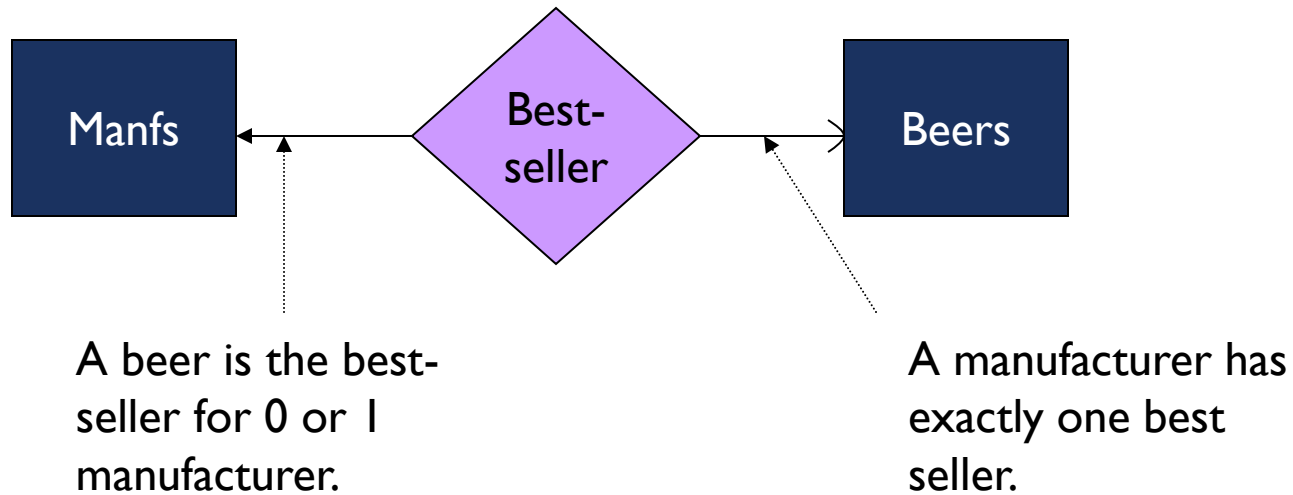 Manfs
Best-
seller
Beers
A beer is the best-
seller for 0 or 1
manufacturer.
A manufacturer has
exactly one best
seller.